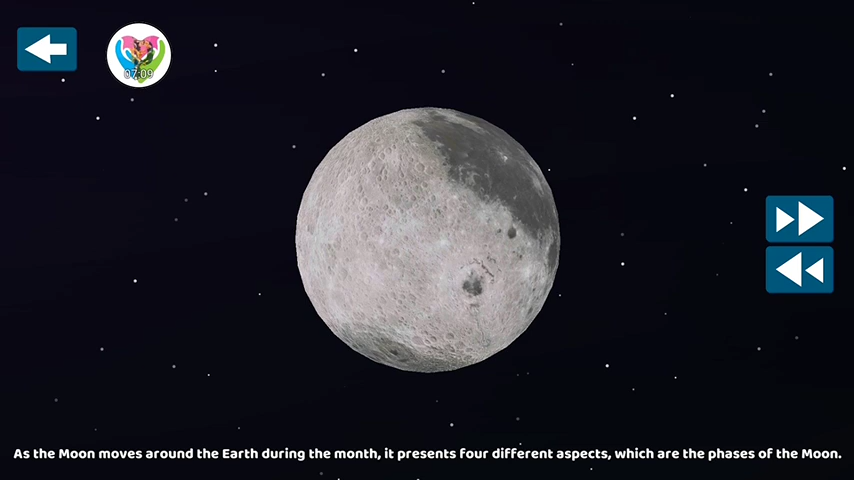 07:09
As the Moon moves around the Earth during the month, it presents four different aspects, which are the phases of the Moon.